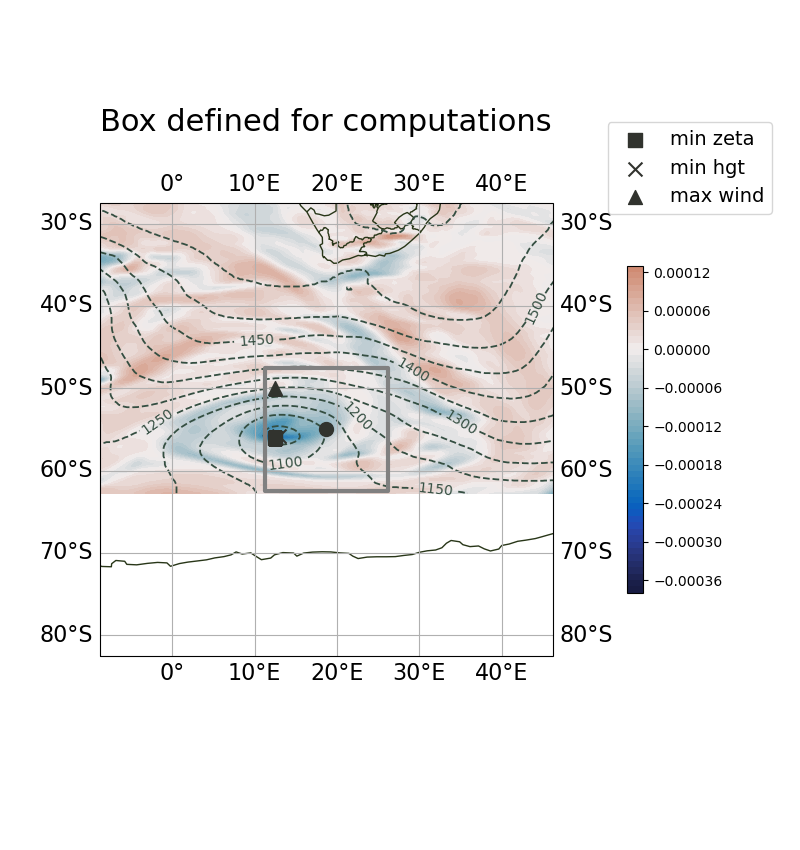 Box defined for computations
min zeta
min hgt
max wind
0° 10°E 20°E 30°E 40°E
30°S 30°S
40°S 40°S
50°S 50°S
60°S 60°S
70°S 70°S
80°S 80°S
0° 10°E 20°E 30°E 40°E
1500
1450
1400
1250
1200
1300
1100
1150
0.00012
0.00006
0.00000
−0.00006
−0.00012
−0.00018
−0.00024
−0.00030
−0.00036